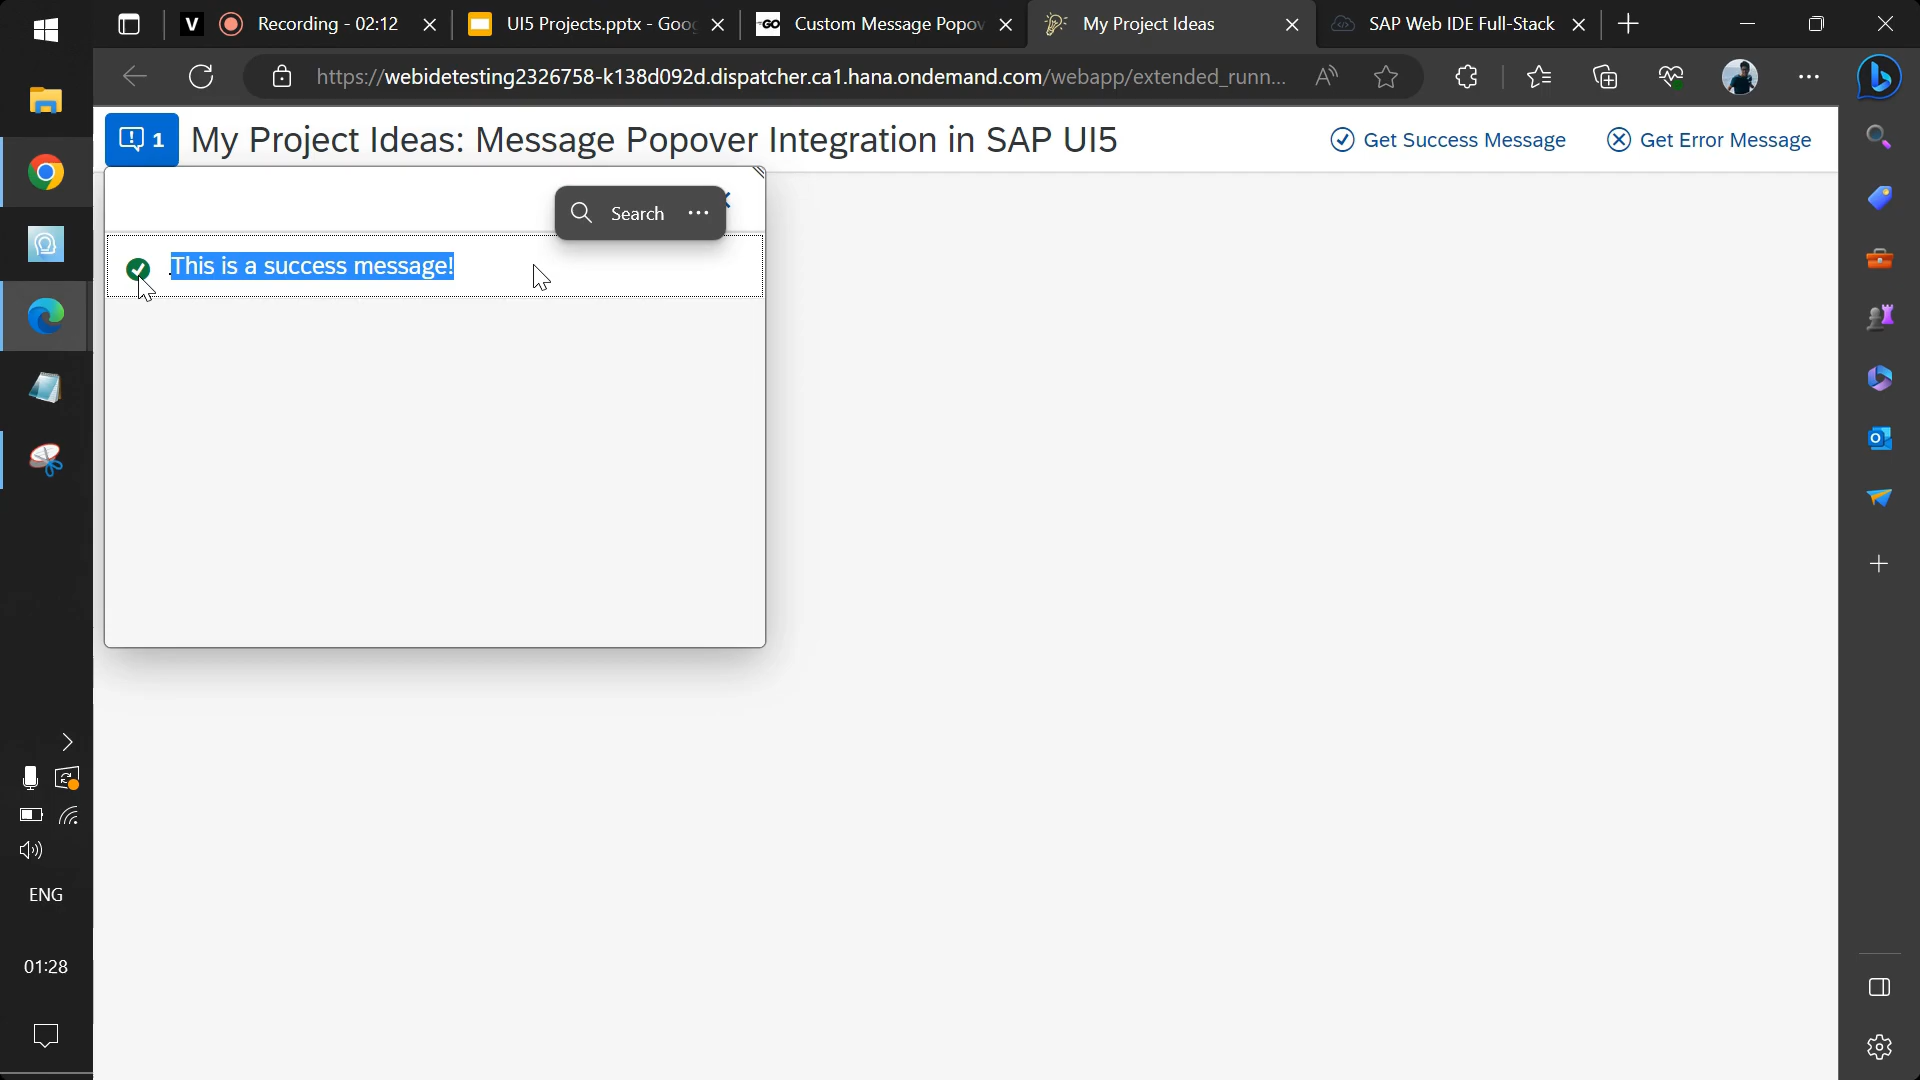 Recording - 02:12
UI5 Projects.pptx - Goo
GO
Custom Message Popov
My Project Ideas
SAP Web IDE Full-Stack
https://webidetesting2326758-k138d092d.dispatcher.ca1.hana.ondemand.com/webapp/extended_runn...
1
My Project Ideas: Message Popover Integration in SAP UI5
Get Success Message
Get Error Message
Search
This is a success message!
ENG
01:28